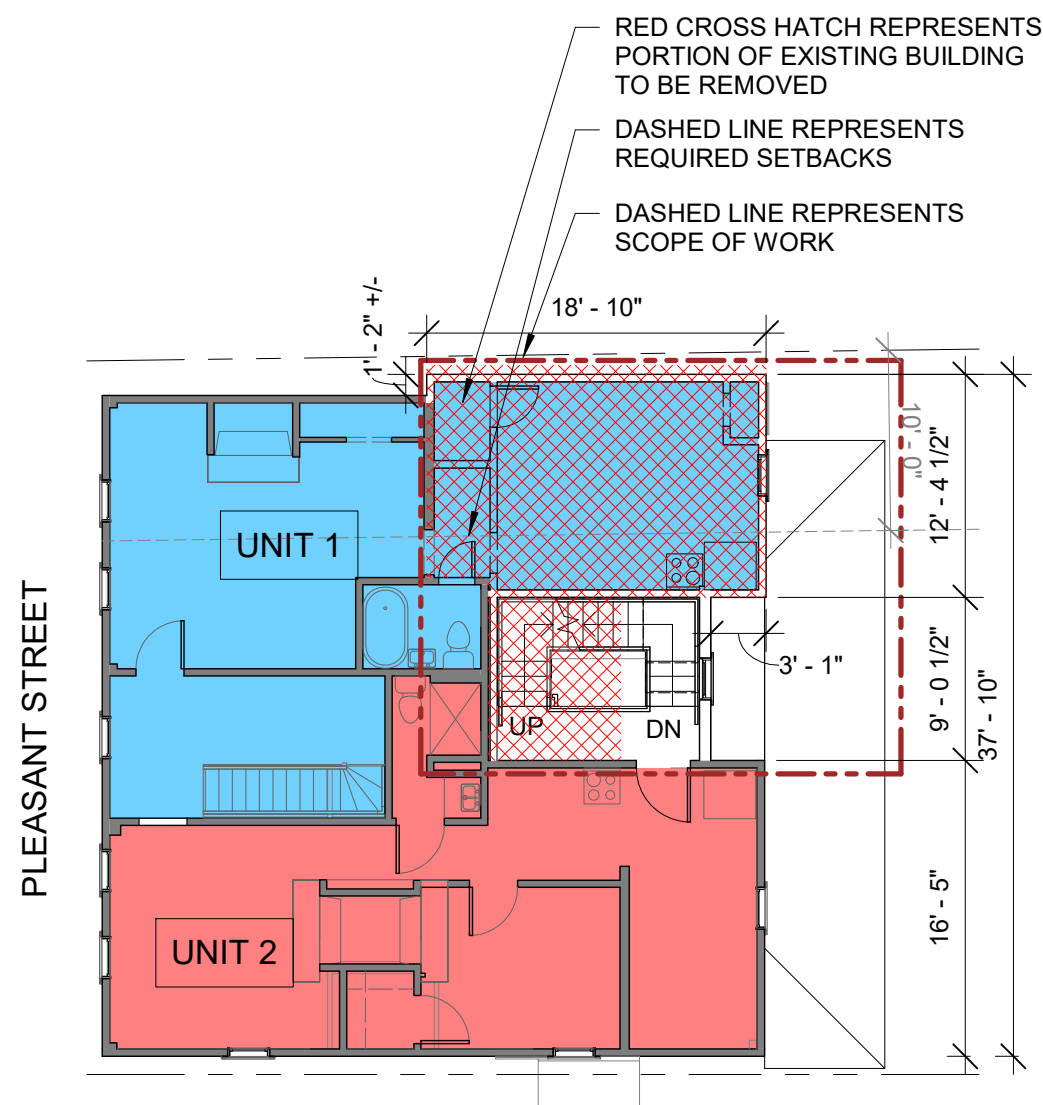 RED CROSS HATCH REPRESENTS
PORTION OF EXISTING BUILDING
TO BE REMOVED
DASHED LINE REPRESENTS
REQUIRED SETBACKS
DASHED LINE REPRESENTS
SCOPE OF WORK
1' - 2" +/-
18' - 10"
10' - 0"
12' - 4 1/2"
UNIT 1
PLEASANT STREET
3' - 1"
9' - 0 1/2"
37' - 10"
UP
DN
16' - 5"
UNIT 2